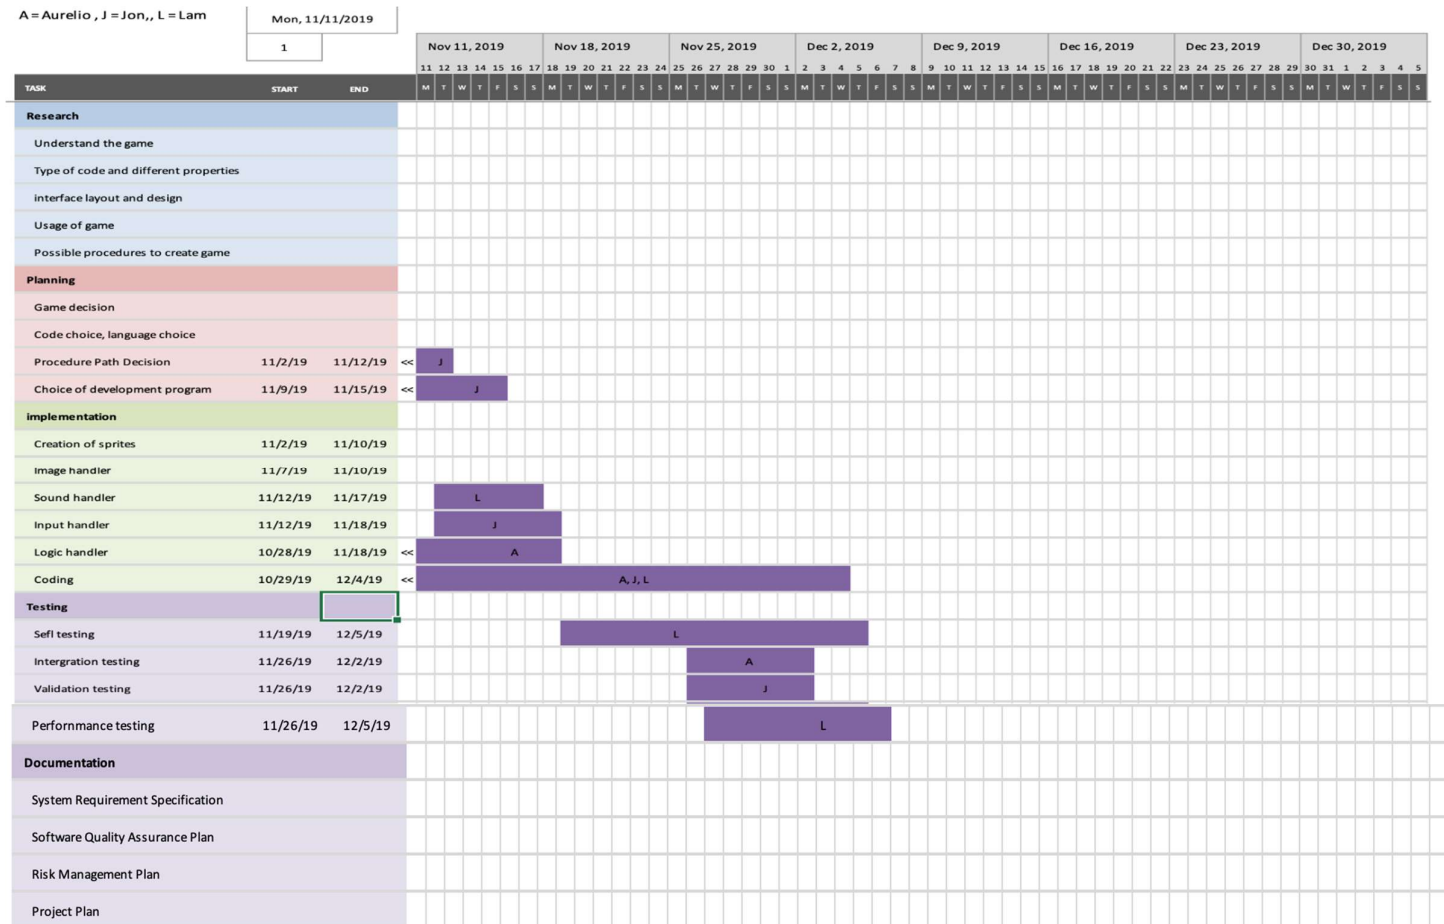 A = Aurelio , J = Jon,, L = Lam
Mon, 11/11/2019
1
Nov 11, 2019 Nov 18, 2019 Nov 25, 2019 Dec 2, 2019 Dec 9, 2019 Dec 16, 2019 Dec 23, 2019 Dec 30, 2019
11 12 13 14 15 16 17 18 19 20 21 22 23 24 25 26 27 28 29 30 1 2 3 4 5 6 7 8 9 10 11 12 13 14 15 16 17 18 19 20 21 22 23 24 25 26 27 28 29 30 31 1 2 3 4 5
TASK START END M T W T F S S M T W T F S S M T W T F S S M T W T F S S M T W T F S S M T W T F S S M T W T F S S M T W T F S S
Research
Understand the game
Type of code and different properties
interface layout and design
Usage of game
Possible procedures to create game
Planning
Game decision
Code choice, language choice
Procedure Path Decision 11/2/19 11/12/19 << J
Choice of development program 11/9/19 11/15/19 << J
implementation
Creation of sprites 11/2/19 11/10/19
Image handler 11/7/19 11/10/19
Sound handler 11/12/19 11/17/19 L
Input handler 11/12/19 11/18/19 J
Logic handler 10/28/19 11/18/19 << A
Coding 10/29/19 12/4/19 << A, J, L
Testing
Sefl testing 11/19/19 12/5/19 L
Intergration testing 11/26/19 12/2/19 A
Validation testing 11/26/19 12/2/19 J
Perfornmance testing 11/26/19 12/5/19 L
Documentation
System Requirement Specification
Software Quality Assurance Plan
Risk Management Plan
Project Plan